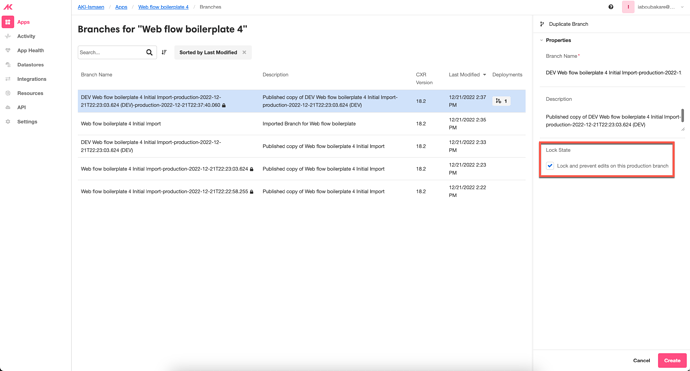 AKI-Ismaen / Apps / Web flow boilerplate 4 / Branches
Branches for "Web flow boilerplate 4"
Search...
Sorted by Last Modified ×
Branch Name Description CXR Version Last Modified Deployments
DEV Web flow boilerplate 4 Initial Import-production-2022-12-
21T22:23:03.624 (DEV)-production-2022-12-21T22:37:40.092
Published copy of DEV Web flow boilerplate 4 Initial Import-
production-2022-12-21T22:23:03.624 (DEV)
18.2
12/21/2022 2:37
PM
1
Web flow boilerplate 4 Initial Import
Imported Branch for Web flow boilerplate
18.2
12/21/2022 2:35
PM
DEV Web flow boilerplate 4 Initial Import-production-2022-12-
21T22:23:03.624 (DEV)
Published copy of Web flow boilerplate 4 Initial Import
18.2
12/21/2022 2:33
PM
Web flow boilerplate 4 Initial Import-production-2022-12-21T22:23:03.624
Published copy of Web flow boilerplate 4 Initial Import
18.2
12/21/2022 2:23
PM
Web flow boilerplate 4 Initial Import-production-2022-12-21T22:22:58.255
Published copy of Web flow boilerplate 4 Initial Import
18.2
12/21/2022 2:22
PM
Apps
Activity
App Health
Datastores
Integrations
Resources
API
Settings
I
iaboubakare@...
Duplicate Branch
Properties
Branch Name*
DEV Web flow boilerplate 4 Initial Import-production-2022-1
Description
Published copy of DEV Web flow boilerplate 4 Initial Import-
production-2022-12-21T22:23:03.624 (DEV)
Lock State
Lock and prevent edits on this production branch
Cancel
Create